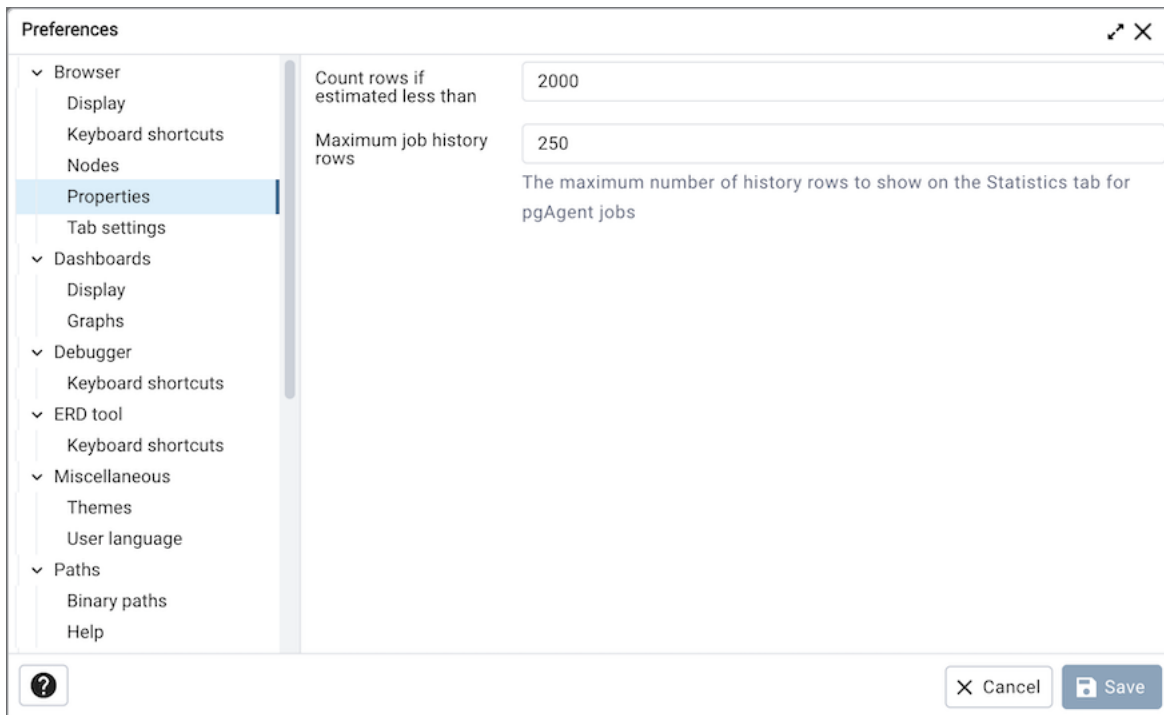 Preferences
Browser
Display
Keyboard shortcuts
Nodes
Properties
Tab settings
Dashboards
Display
Graphs
Debugger
Keyboard shortcuts
ERD tool
Keyboard shortcuts
Miscellaneous
Themes
User language
Paths
Binary paths
Help
Count rows if
estimated less than
2000
Maximum job history
rows
250
The maximum number of history rows to show on the Statistics tab for
pgAgent jobs
Cancel
Save